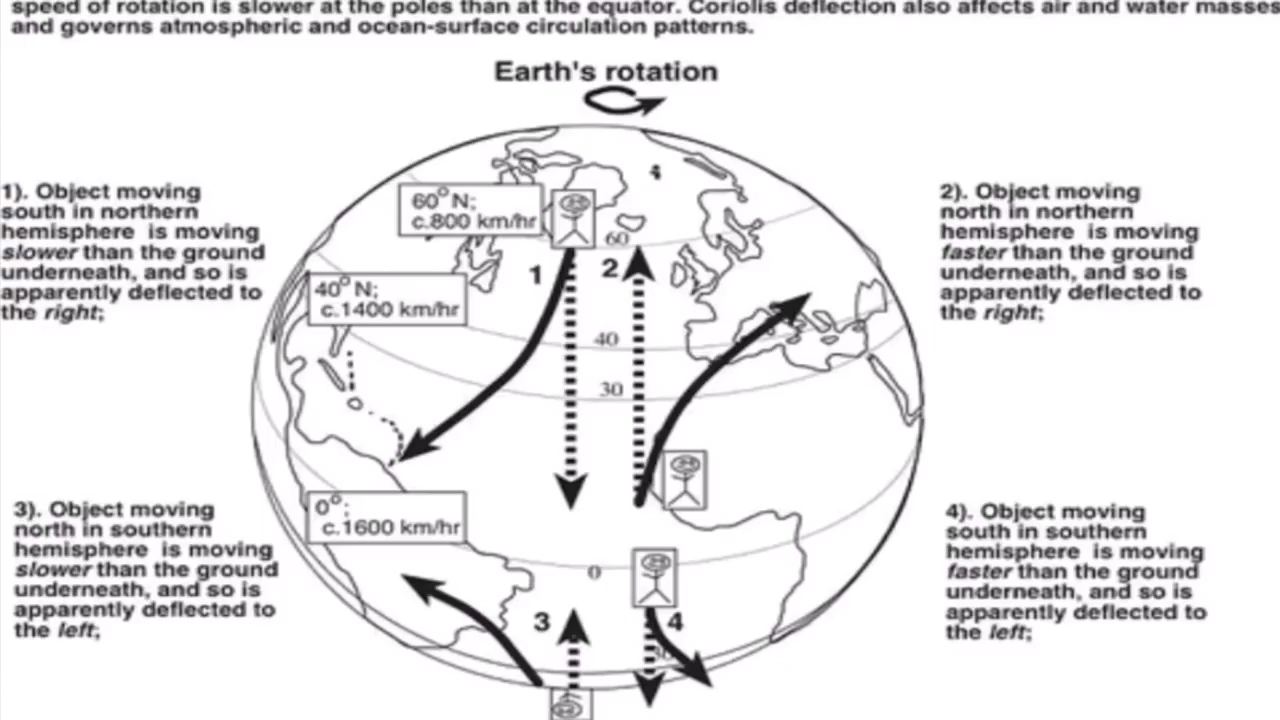 speed of rotation is slower at the poles than at the equator. Coriolis deflection also affects air and water masses
and governs atmospheric and ocean-surface circulation patterns.
Earth's rotation
1). Object moving
south in northern
hemisphere is moving
slower than the ground
underneath, and so is
apparently deflected to
the right;
60° N;
c.800 km/hr
40° N;
c.1400 km/hr
0°;
c.1600 km/hr
60
1
2
40
30
0
3
4
2). Object moving
north in northern
hemisphere is moving
faster than the ground
underneath, and so is
apparently deflected to
the right;
3). Object moving
north in southern
hemisphere is moving
slower than the ground
underneath, and so is
apparently deflected to
the left;
4). Object moving
south in southern
hemisphere is moving
faster than the ground
underneath, and so is
apparently deflected to
the left;